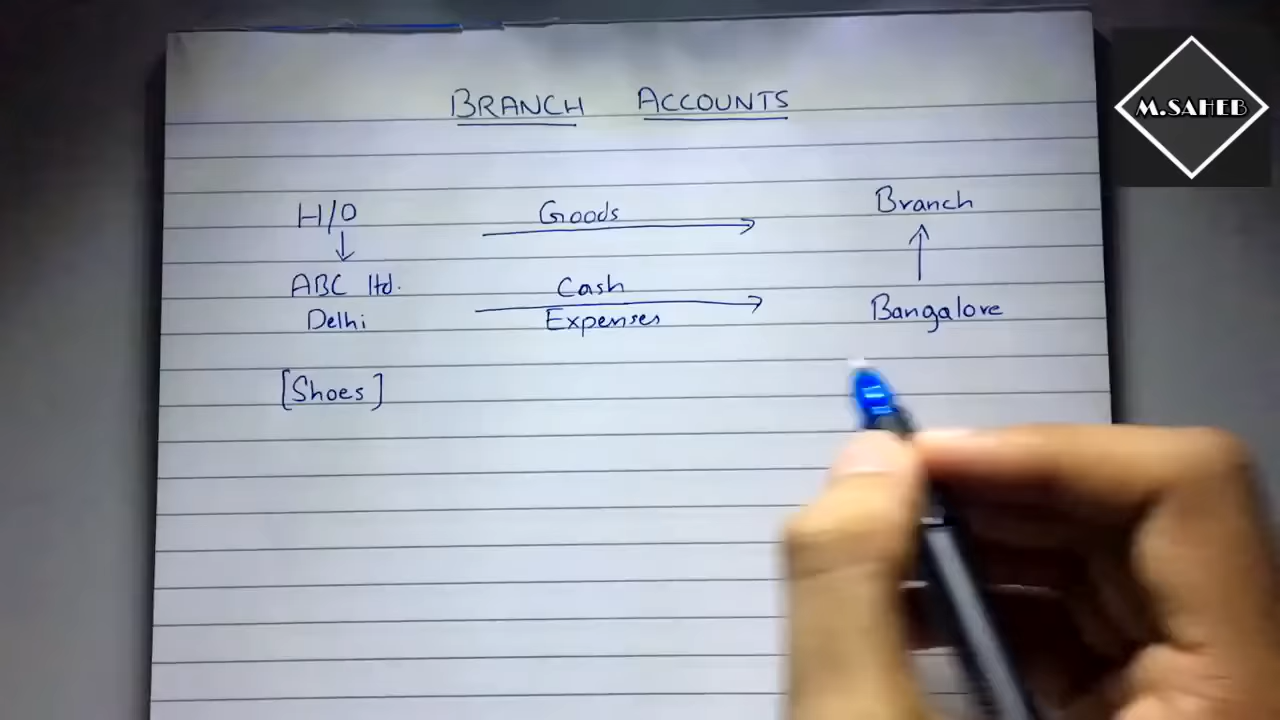 BRANCH ACCOUNTS
M.SAHEB
H/O Goods Branch
ABC ltd. Cash
Delhi Expenses Bangalore
[Shoes]